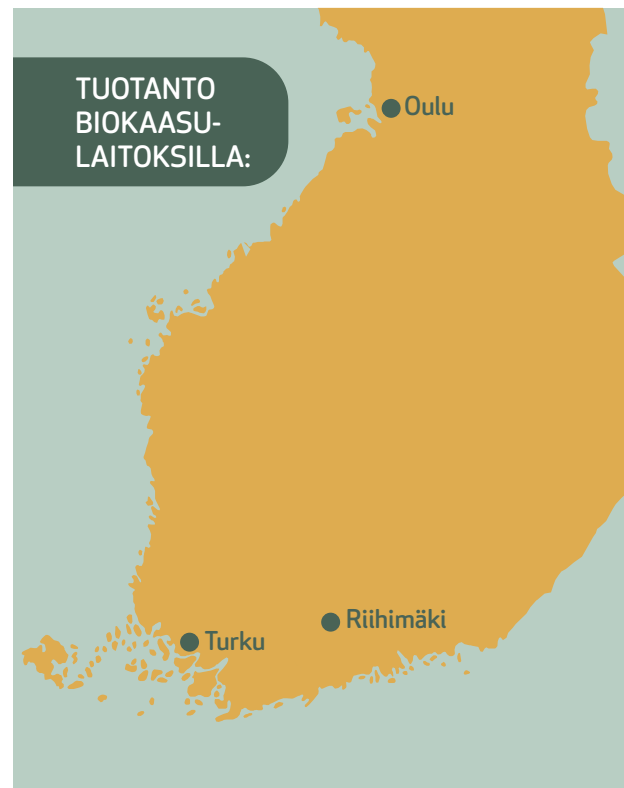 TUOTANTO
BIOKAASU-
LAITOKSILLA:
Oulu
Riihimäki
Turku